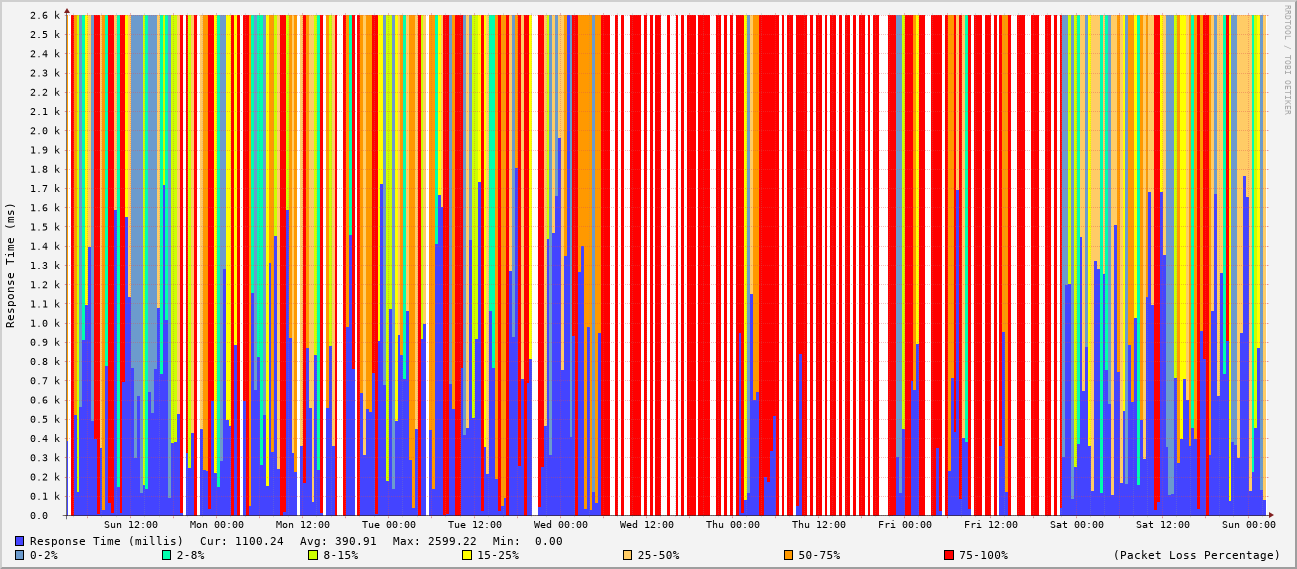 2.6 k
2.5 k
2.4 k
2.3 k
2.2 k
2.1 k
2.0 k
1.9 k
1.8 k
1.7 k
1.6 k
1.5 k
1.4 k
1.3 k
1.2 k
1.1 k
1.0 k
0.9 k
0.8 k
0.7 k
0.6 k
0.5 k
0.4 k
0.3 k
0.2 k
0.1 k
0.0
Response Time (ms)
RRDTOOL / TOBI OETIKER
Sun 12:00 Mon 00:00 Mon 12:00 Tue 00:00 Tue 12:00 Wed 00:00 Wed 12:00 Thu 00:00 Thu 12:00 Fri 00:00 Fri 12:00 Sat 00:00 Sat 12:00 Sun 00:00
Response Time (millis) Cur: 1100.24 Avg: 390.91 Max: 2599.22 Min: 0.00
0-2% 2-8% 8-15% 15-25% 25-50% 50-75% 75-100% (Packet Loss Percentage)